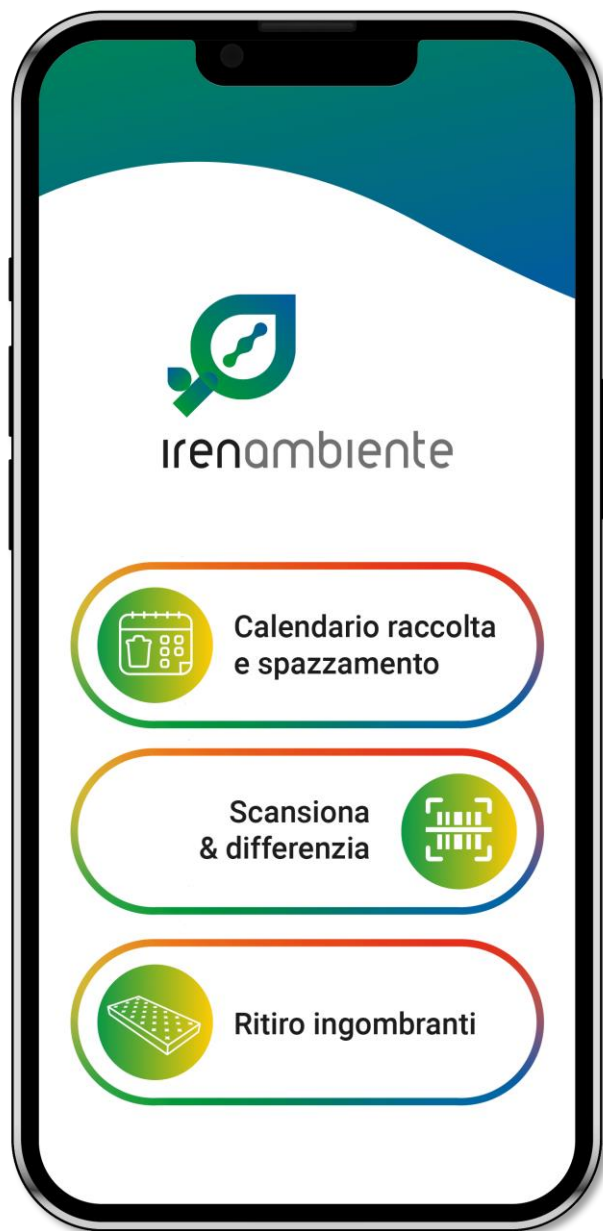 irenambiente
Calendario raccolta
e spazzamento
Scansiona
& differenzia
Ritiro ingombranti